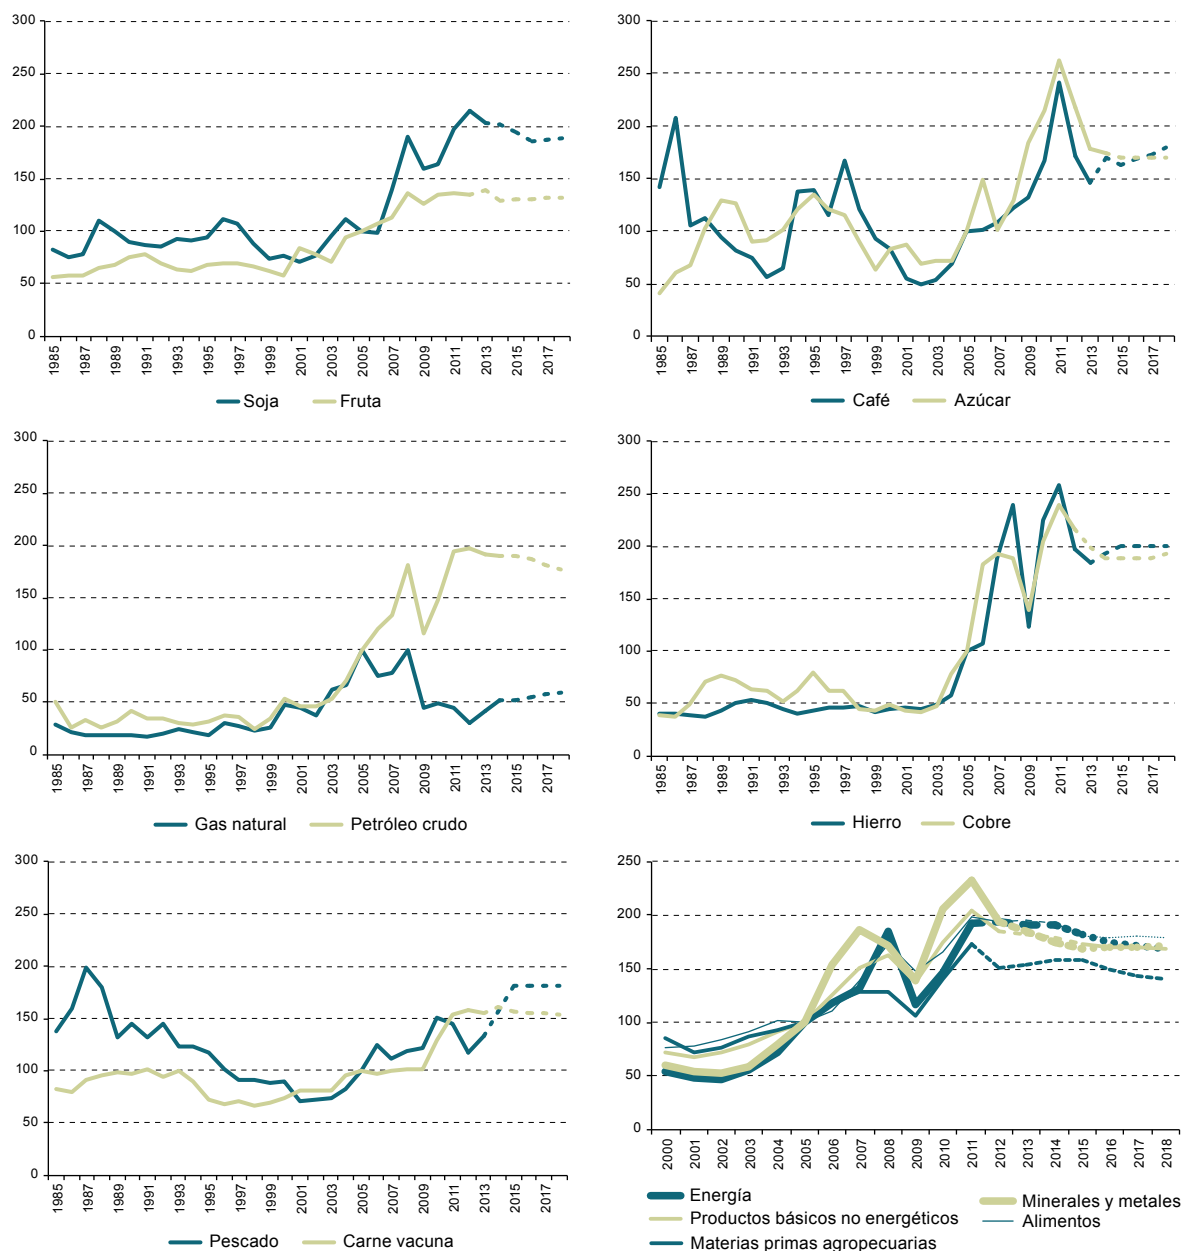 300
250
200
150
100
50
0
1985 1987 1989 1991 1993 1995 1997 1999 2001 2003 2005 2007 2009 2011 2013 2015 2017
Soja Fruta
300
250
200
150
100
50
0
1985 1987 1989 1991 1993 1995 1997 1999 2001 2003 2005 2007 2009 2011 2013 2015 2017
Café Azúcar
300
250
200
150
100
50
0
1985 1987 1989 1991 1993 1995 1997 1999 2001 2003 2005 2007 2009 2011 2013 2015 2017
Gas natural Petróleo crudo
300
250
200
150
100
50
0
1985 1987 1989 1991 1993 1995 1997 1999 2001 2003 2005 2007 2009 2011 2013 2015 2017
Hierro Cobre
300
250
200
150
100
50
0
1985 1987 1989 1991 1993 1995 1997 1999 2001 2003 2005 2007 2009 2011 2013 2015 2017
Pescado Carne vacuna
250
200
150
100
50
0
2000 2001 2002 2003 2004 2005 2006 2007 2008 2009 2010 2011 2012 2013 2014 2015 2016 2017 2018
Energía Minerales y metales
Productos básicos no energéticos Alimentos
Materias primas agropecuarias